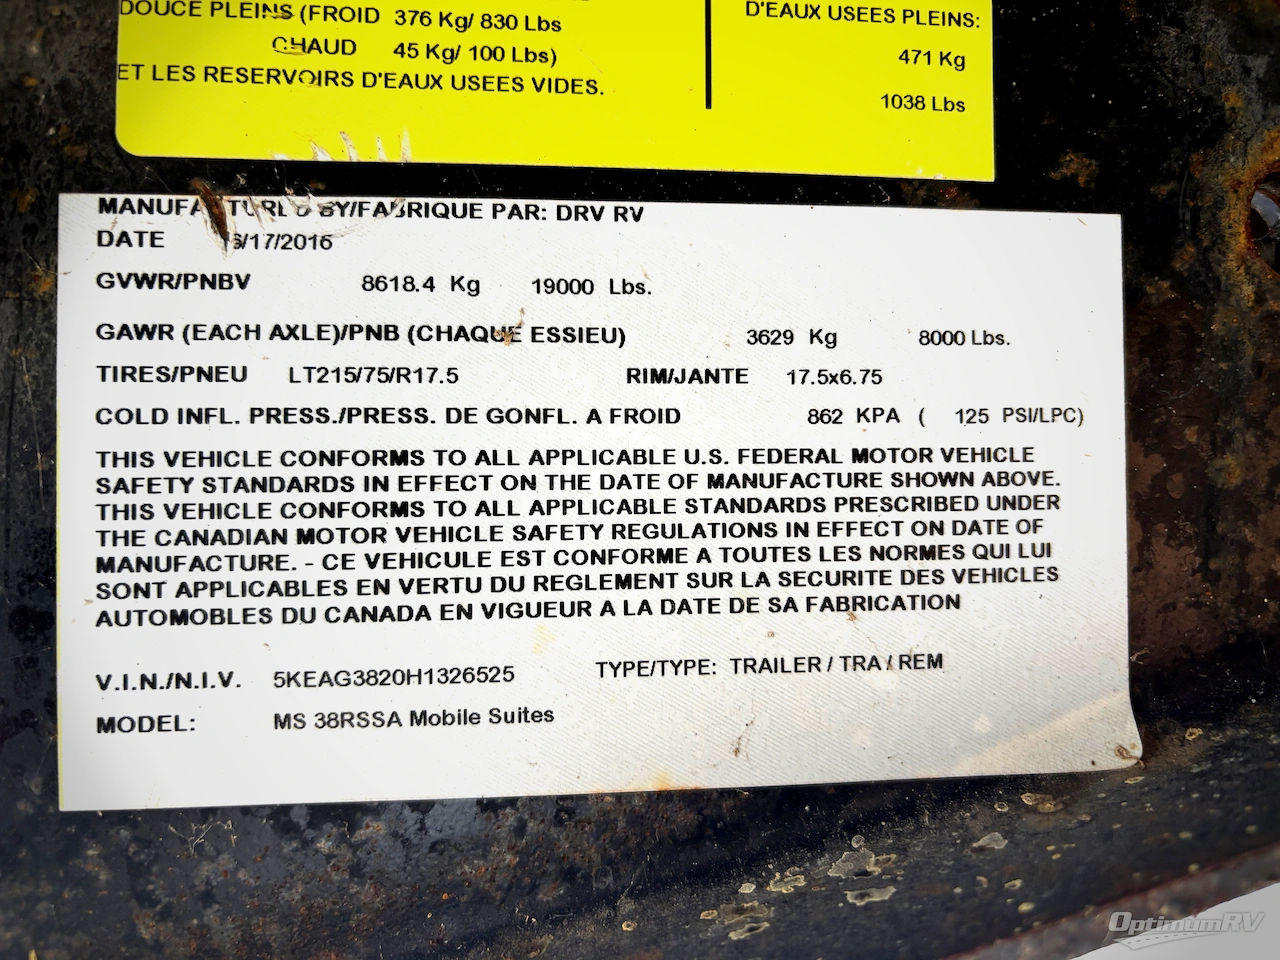 DOUCE PLEINS (FROID 376 Kg/ 830 Lbs
CHAUD 45 Kg/ 100 Lbs)
ET LES RESERVOIRS D'EAUX USEES VIDES.
D'EAUX USEES PLEINS:
471 Kg
1038 Lbs
MANUFACTURED BY/FABRIQUE PAR: DRV RV
DATE 6/17/2016
GVWR/PNBV 8618.4 Kg 19000 Lbs.
GAWR (EACH AXLE)/PNB (CHAQUE ESSIEU) 3629 Kg 8000 Lbs.
TIRES/PNEU LT215/75/R17.5 RIM/JANTE 17.5x6.75
COLD INFL. PRESS./PRESS. DE GONFL. A FROID 862 KPA ( 125 PSI/LPC)
THIS VEHICLE CONFORMS TO ALL APPLICABLE U.S. FEDERAL MOTOR VEHICLE
SAFETY STANDARDS IN EFFECT ON THE DATE OF MANUFACTURE SHOWN ABOVE.
THIS VEHICLE CONFORMS TO ALL APPLICABLE STANDARDS PRESCRIBED UNDER
THE CANADIAN MOTOR VEHICLE SAFETY REGULATIONS IN EFFECT ON DATE OF
MANUFACTURE. - CE VEHICULE EST CONFORME A TOUTES LES NORMES QUI LUI
SONT APPLICABLES EN VERTU DU REGLEMENT SUR LA SECURITE DES VEHICLES
AUTOMOBLES DU CANADA EN VIGUEUR A LA DATE DE SA FABRICATION
V.I.N./N.I.V. 5KEAG3820H1326525 TYPE/TYPE: TRAILER / TRA / REM
MODEL: MS 38RSSA Mobile Suites
OptimumRV